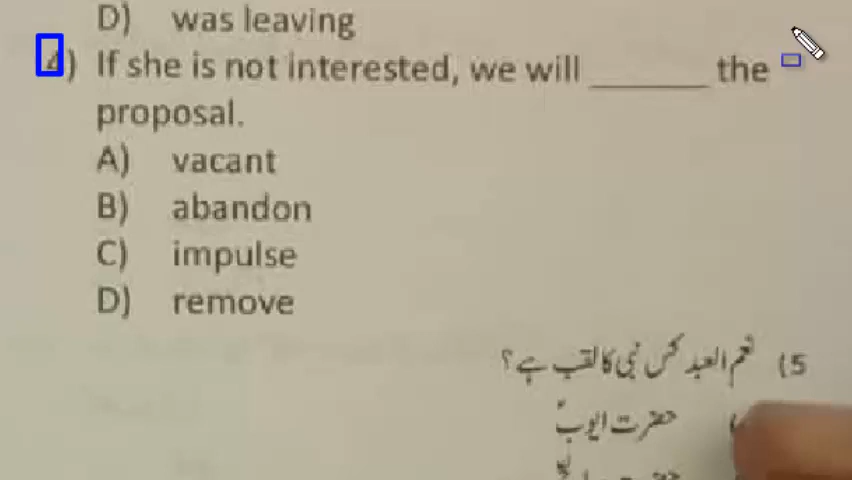 D) was leaving
4) If she is not interested, we will _______ the
proposal.
A) vacant
B) abandon
C) impulse
D) remove
5) نعم العبد کس نبی کا لقب ہے؟
حضرت ایوبؑ